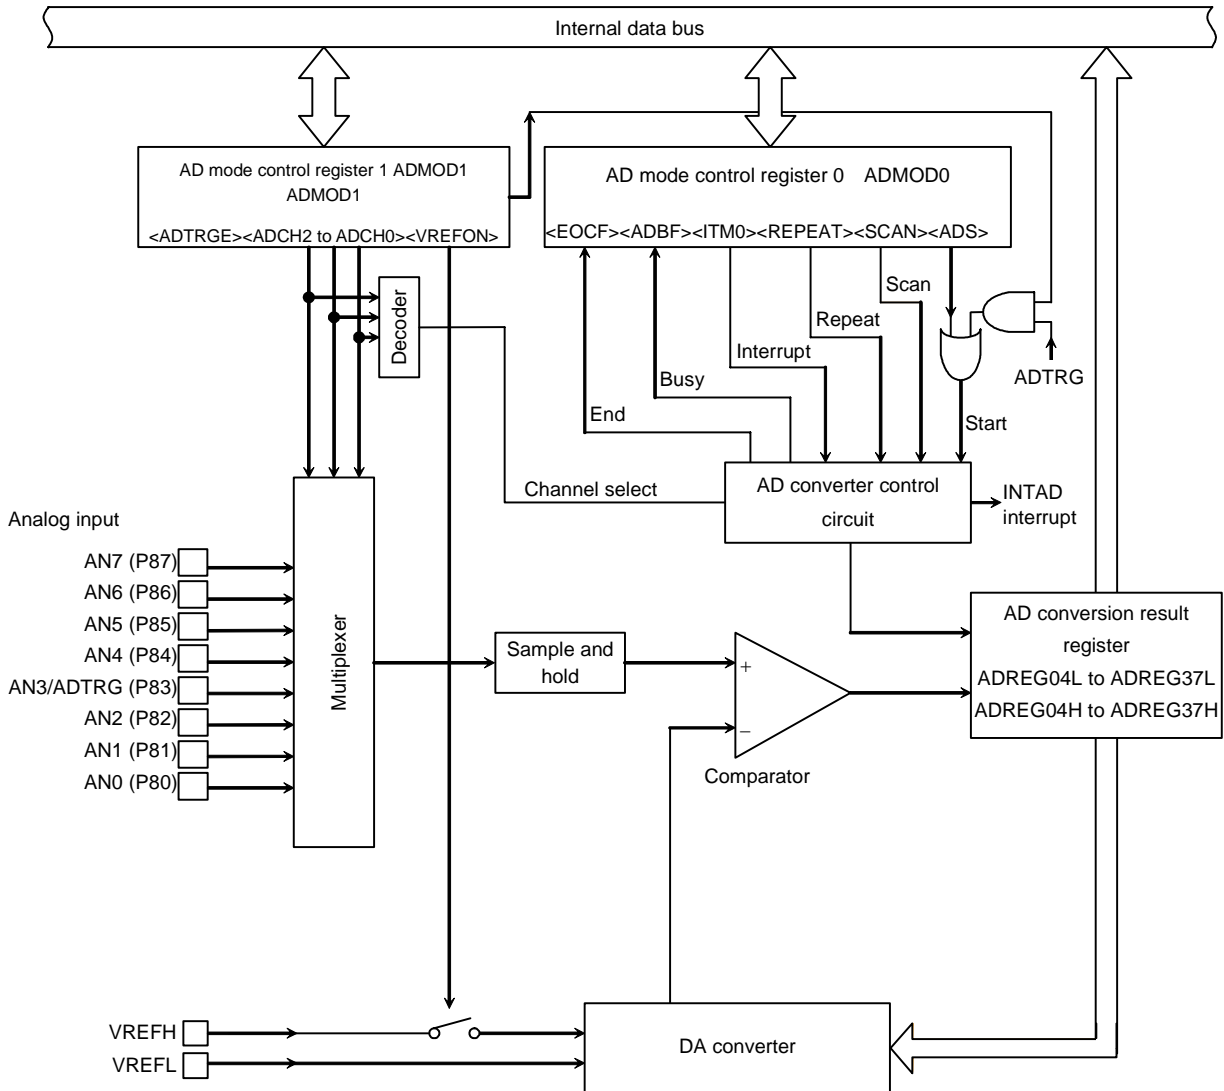 Internal data bus
AD mode control register 1 ADMOD1
ADMOD1
<ADTRGE><ADCH2 to ADCH0><VREFON>
AD mode control register 0 ADMOD0
<EOCF><ADBF><ITM0><REPEAT><SCAN><ADS>
Decoder
Scan
Repeat
Interrupt
Busy
End
ADTRG
Start
Channel select
AD converter control
circuit
INTAD
interrupt
Analog input
AN7 (P87)
AN6 (P86)
AN5 (P85)
AN4 (P84)
AN3/ADTRG (P83)
AN2 (P82)
AN1 (P81)
AN0 (P80)
Multiplexer
Sample and
hold
+
−
Comparator
AD conversion result
register
ADREG04L to ADREG37L
ADREG04H to ADREG37H
VREFH
VREFL
DA converter